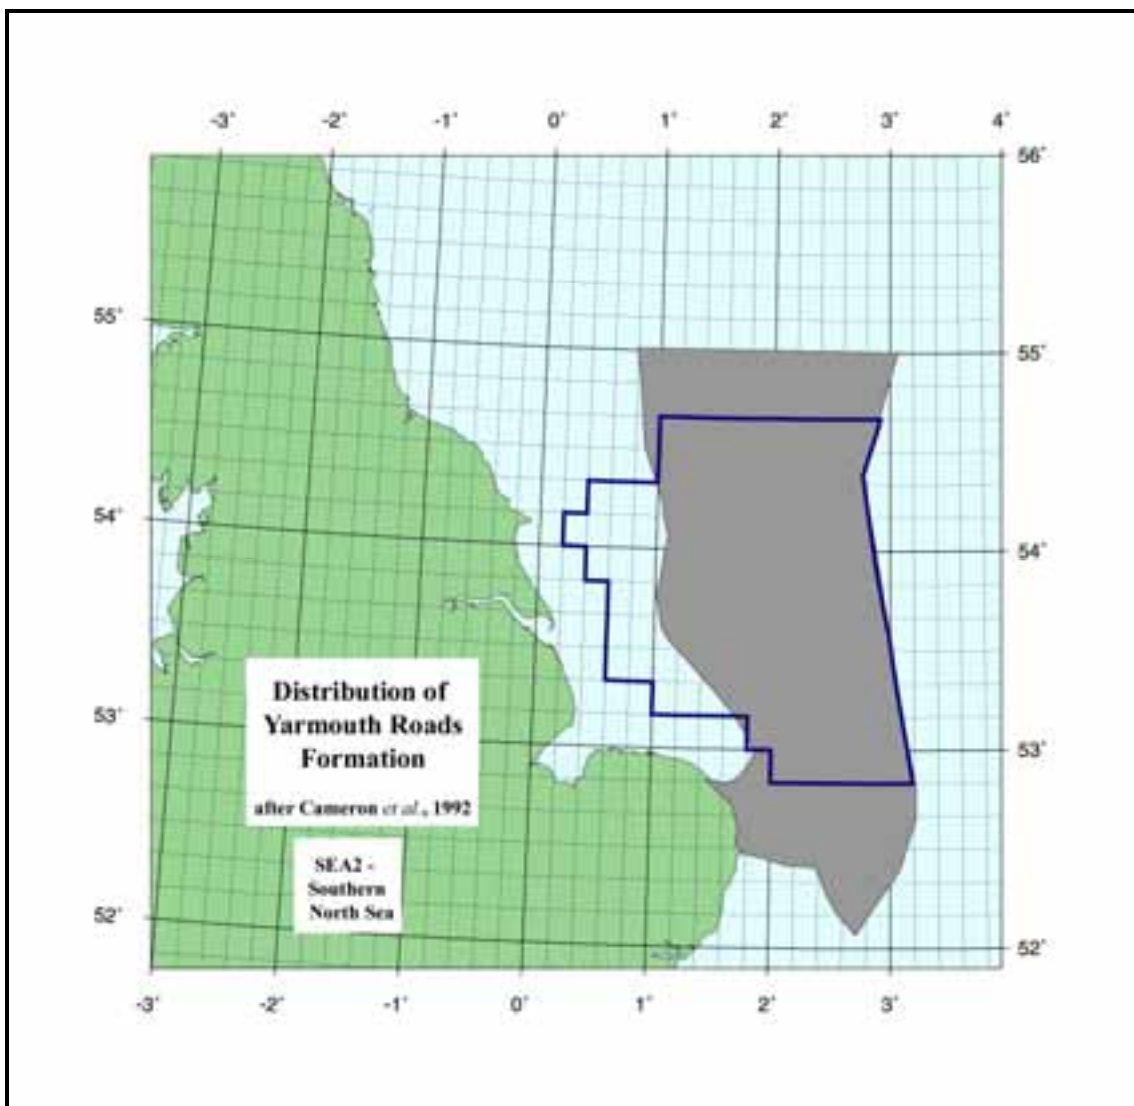 -3° -2° -1° 0° 1° 2° 3° 4°
56°
55° 55°
54° 54°
53° 53°
52° 52°
Distribution of
Yarmouth Roads
Formation
after Cameron et al., 1992
SEA2 -
Southern
North Sea
-3° -2° -1° 0° 1° 2° 3°